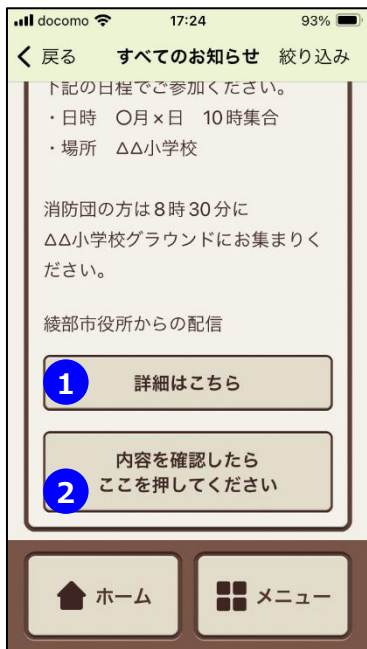 docomo 17:24 93%
戻る すべてのお知らせ 絞り込み
下記の日程でご参加ください。
・日時 〇月×日 10時集合
・場所 △△小学校
消防団の方は8時30分に
△△小学校グラウンドにお集まりく
ださい。
綾部市役所からの配信
1 詳細はこちら
内容を確認したら
2 ここを押してください
ホーム メニュー